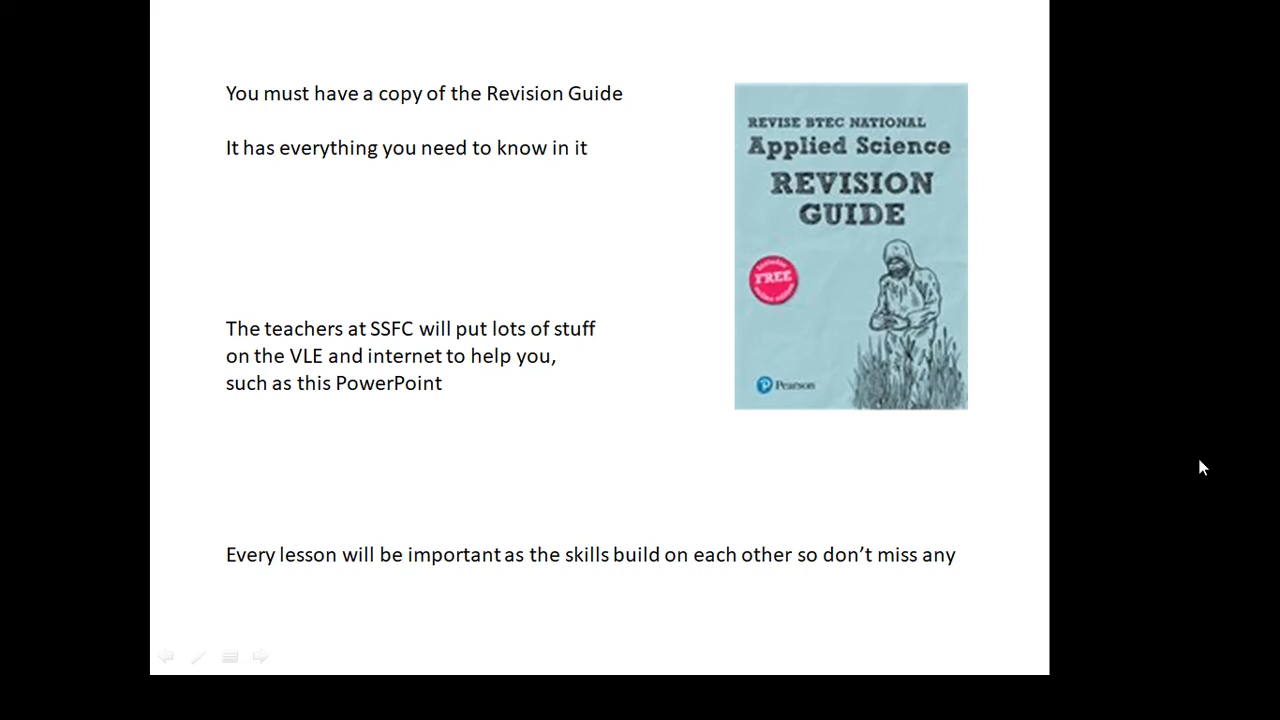 You must have a copy of the Revision Guide
It has everything you need to know in it
REVISE BTEC NATIONAL
Applied Science
REVISION
GUIDE
FREE
Pearson
The teachers at SSFC will put lots of stuff
on the VLE and internet to help you,
such as this PowerPoint
Every lesson will be important as the skills build on each other so don’t miss any